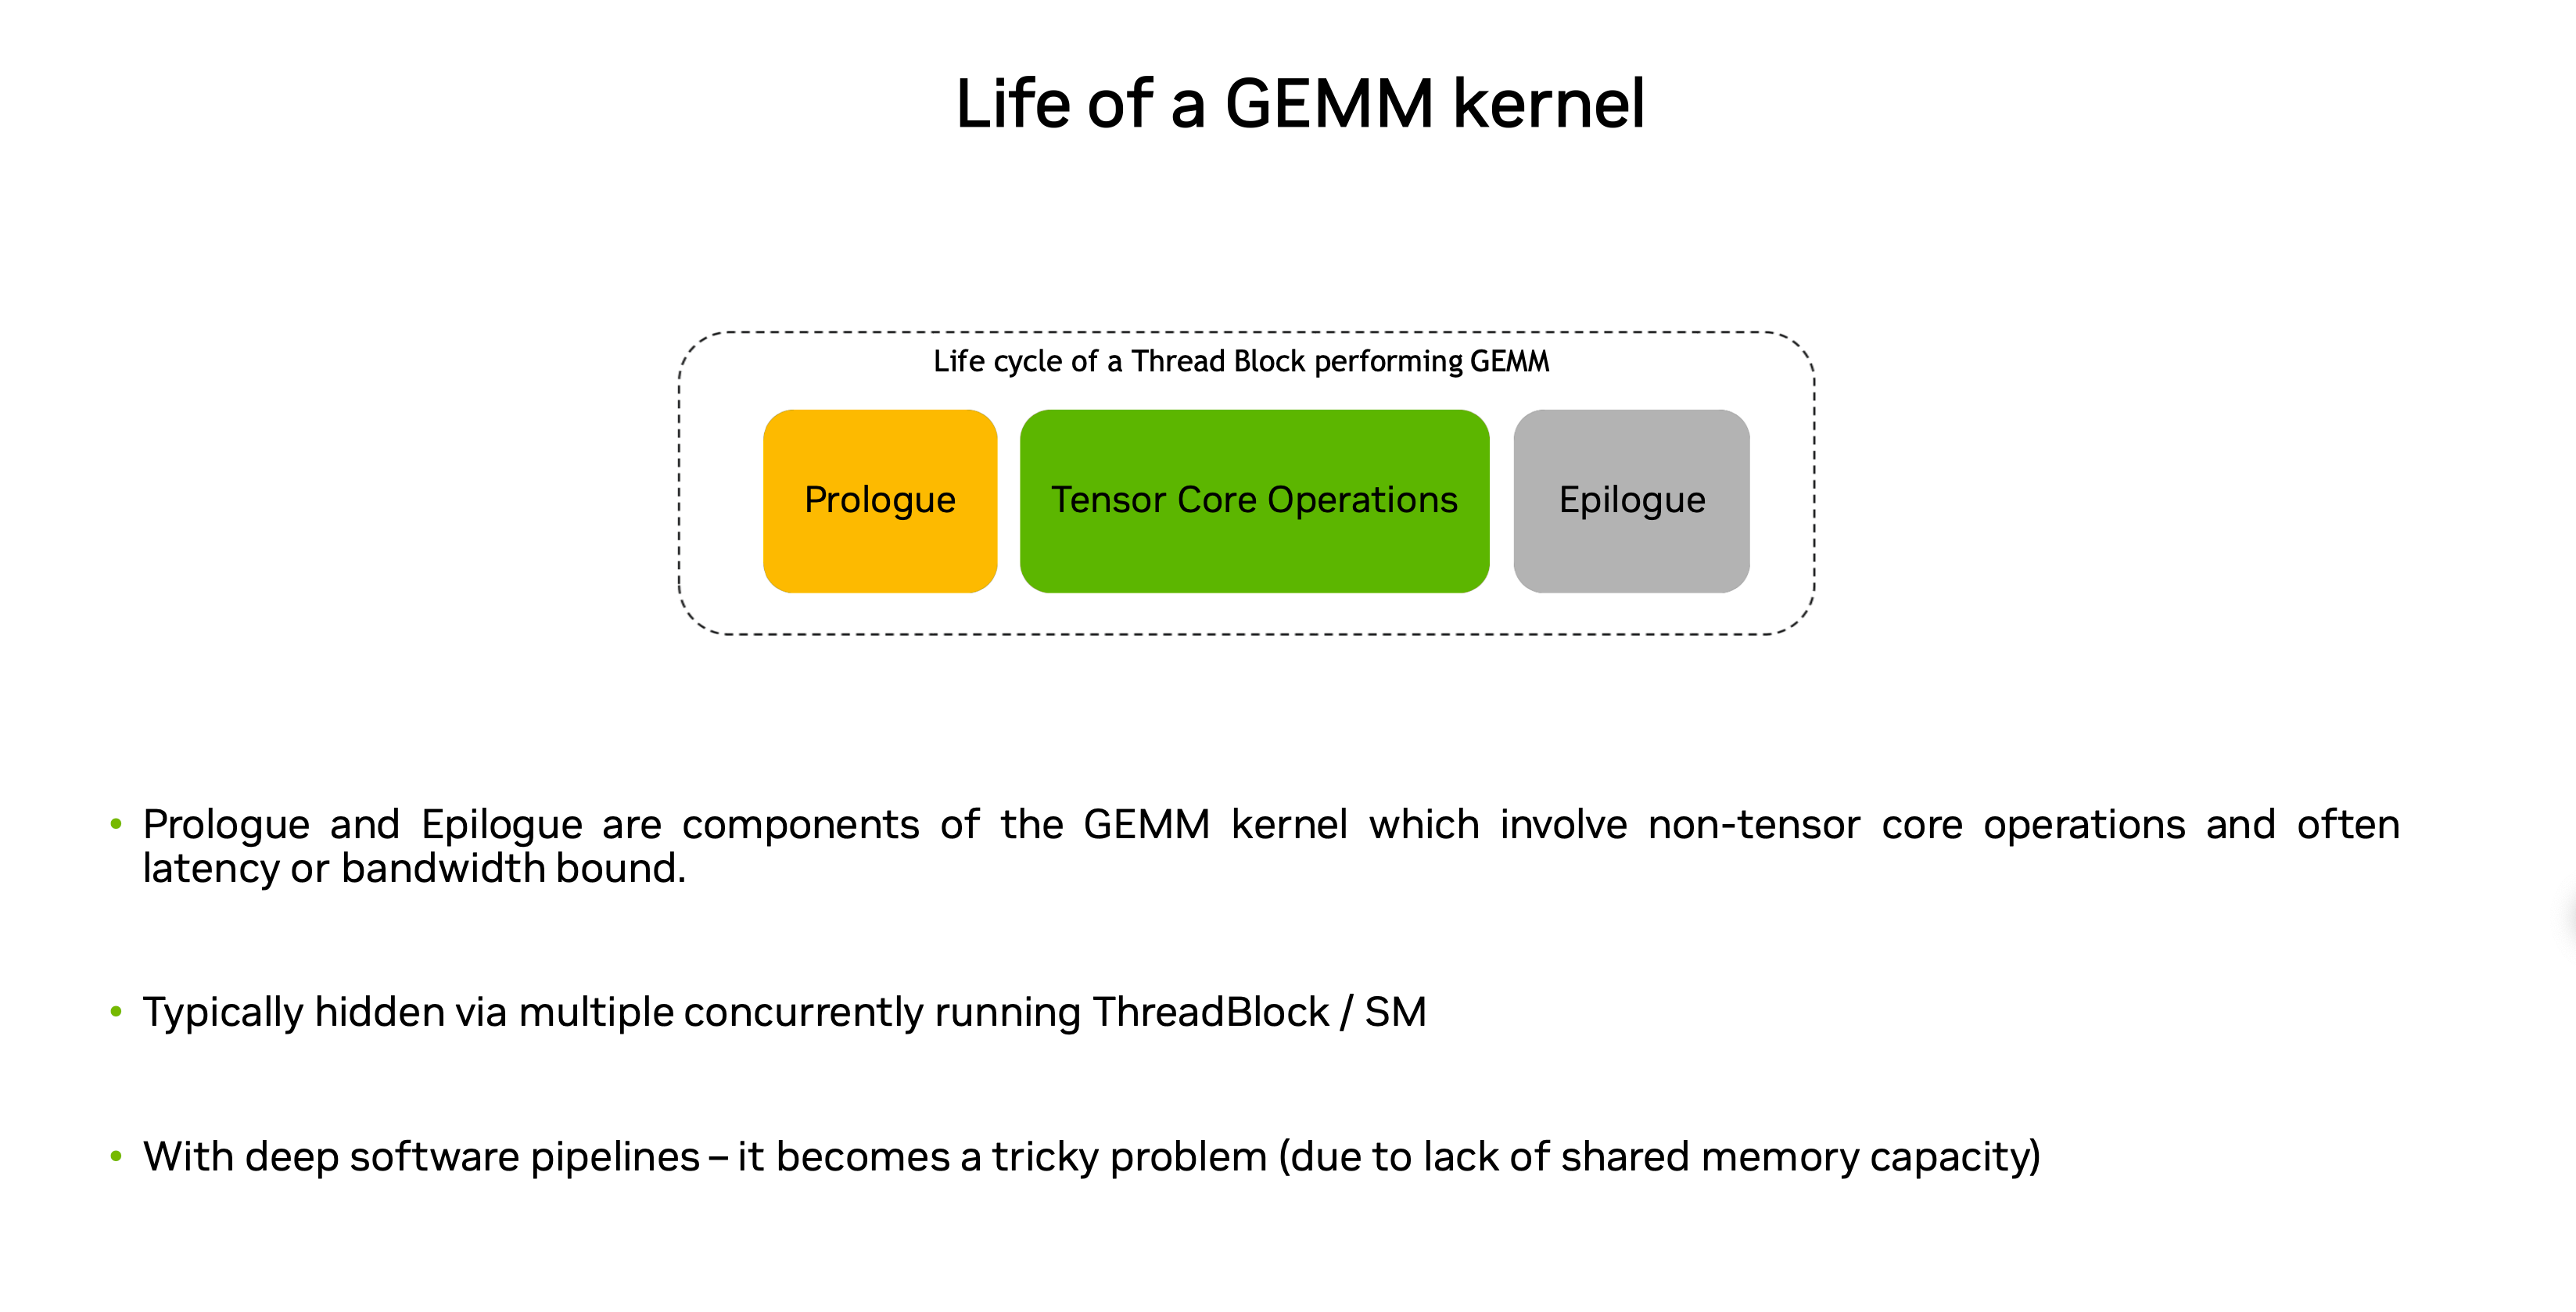 Life of a GEMM kernel
Life cycle of a Thread Block performing GEMM
Prologue
Tensor Core Operations
Epilogue
• Prologue and Epilogue are components of the GEMM kernel which involve non-tensor core operations and often
latency or bandwidth bound.
• Typically hidden via multiple concurrently running ThreadBlock / SM
• With deep software pipelines – it becomes a tricky problem (due to lack of shared memory capacity)